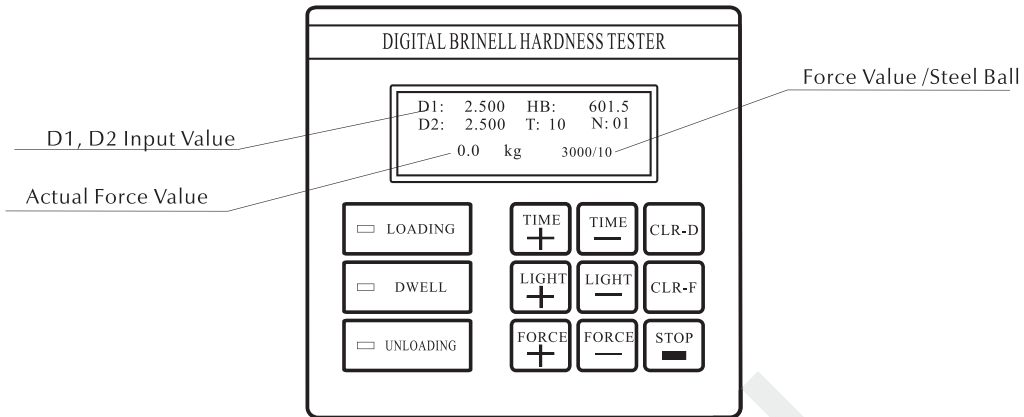 DIGITAL BRINELL HARDNESS TESTER
Force Value /Steel Ball
D1: 2.500 HB: 601.5
D2: 2.500 T: 10 N: 01
0.0 kg 3000/10
D1, D2 Input Value
Actual Force Value
LOADING
TIME +
TIME —
CLR-D
DWELL
LIGHT +
LIGHT —
CLR-F
UNLOADING
FORCE +
FORCE —
STOP